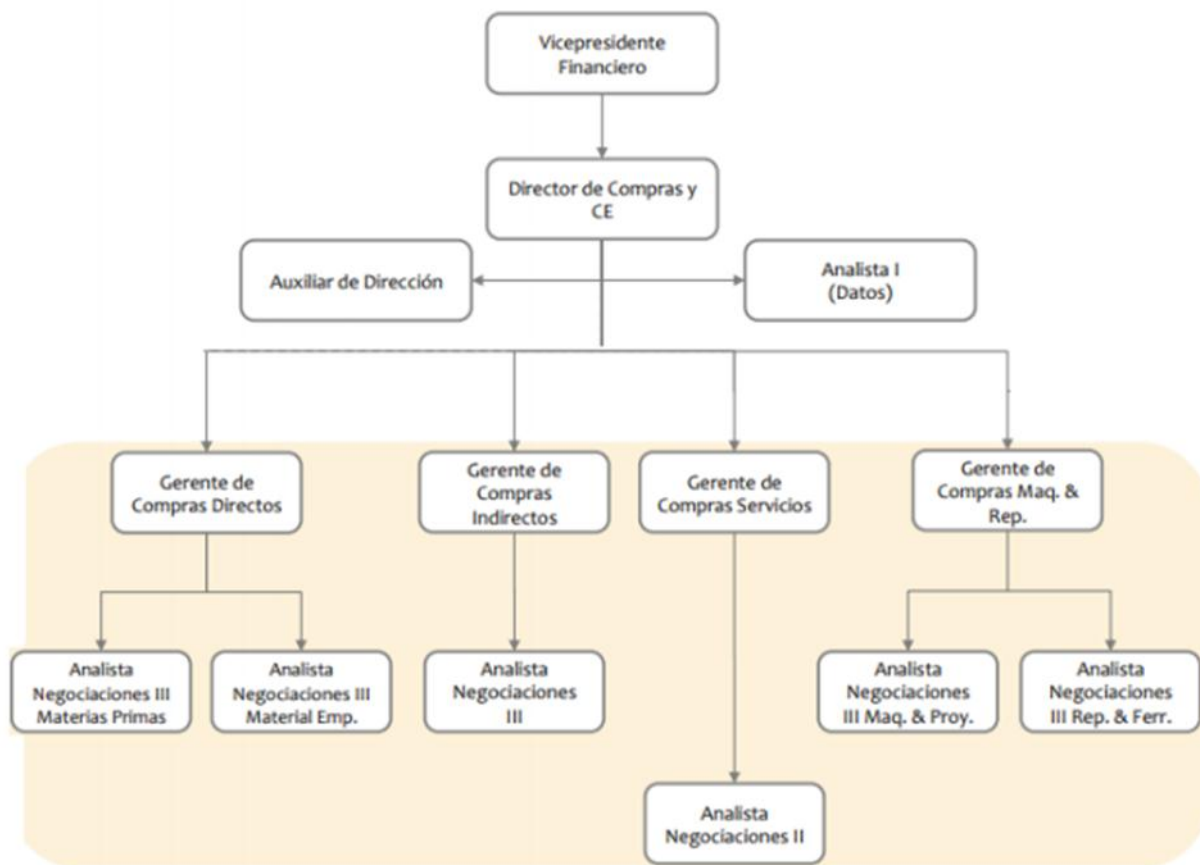 Vicepresidente
Financiero
Director de Compras y
CE
Auxiliar de Dirección
Analista I
(Datos)
Gerente de
Compras Directos
Gerente de
Compras
Indirectos
Gerente de
Compras Servicios
Gerente de
Compras Maq. &
Rep.
Analista
Negociaciones III
Materias Primas
Analista
Negociaciones III
Material Emp.
Analista
Negociaciones
III
Analista
Negociaciones
III Maq. & Proy.
Analista
Negociaciones
III Rep. & Ferr.
Analista
Negociaciones II